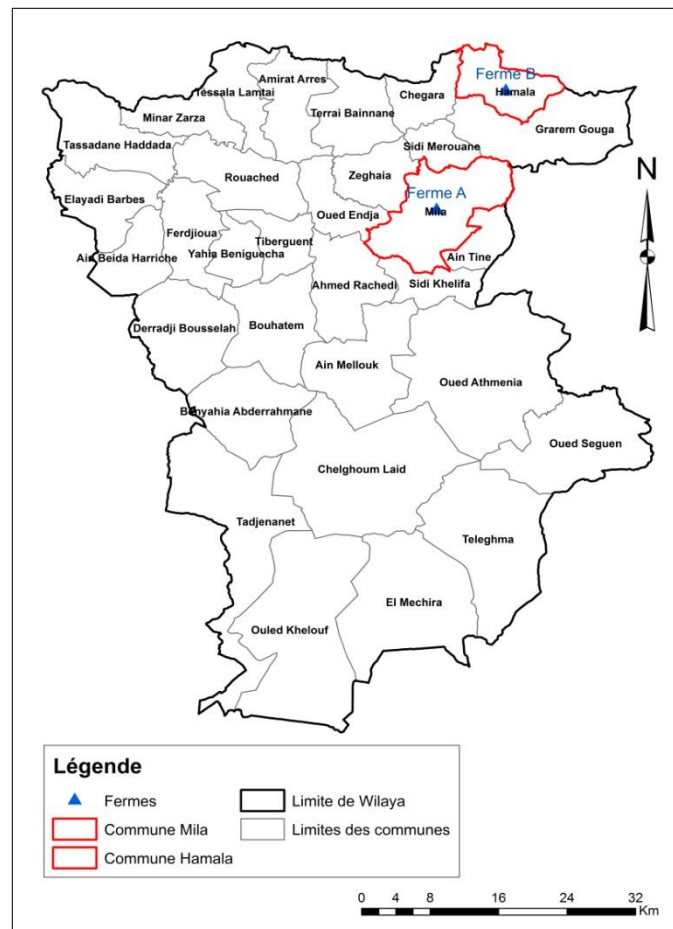 Amirat Arres
Tessala Lamtai
Chegara
Ferme B
Hamala
Minar Zarza
Terrai Bainnane
Grarem Gouga
Tassadane Haddada
Sidi Merouane
N
Rouached
Zeghaia
Elayadi Barbes
Ferme A
Mila
Oued Endja
Ferdjioua
Tiberguent
Yahia Beniguecha
Ain Beida Harriche
Ain Tine
Ahmed Rachedi
Sidi Khelifa
Derradji Bousselah
Bouhatem
Ain Mellouk
Oued Athmenia
Benyahia Abderrahmane
Oued Seguen
Chelghoum Laid
Tadjenanet
Teleghma
El Mechira
Ouled Khelouf
Légende
Fermes
Limite de Wilaya
Commune Mila
Limites des communes
Commune Hamala
0 4 8 16 24 32
Km